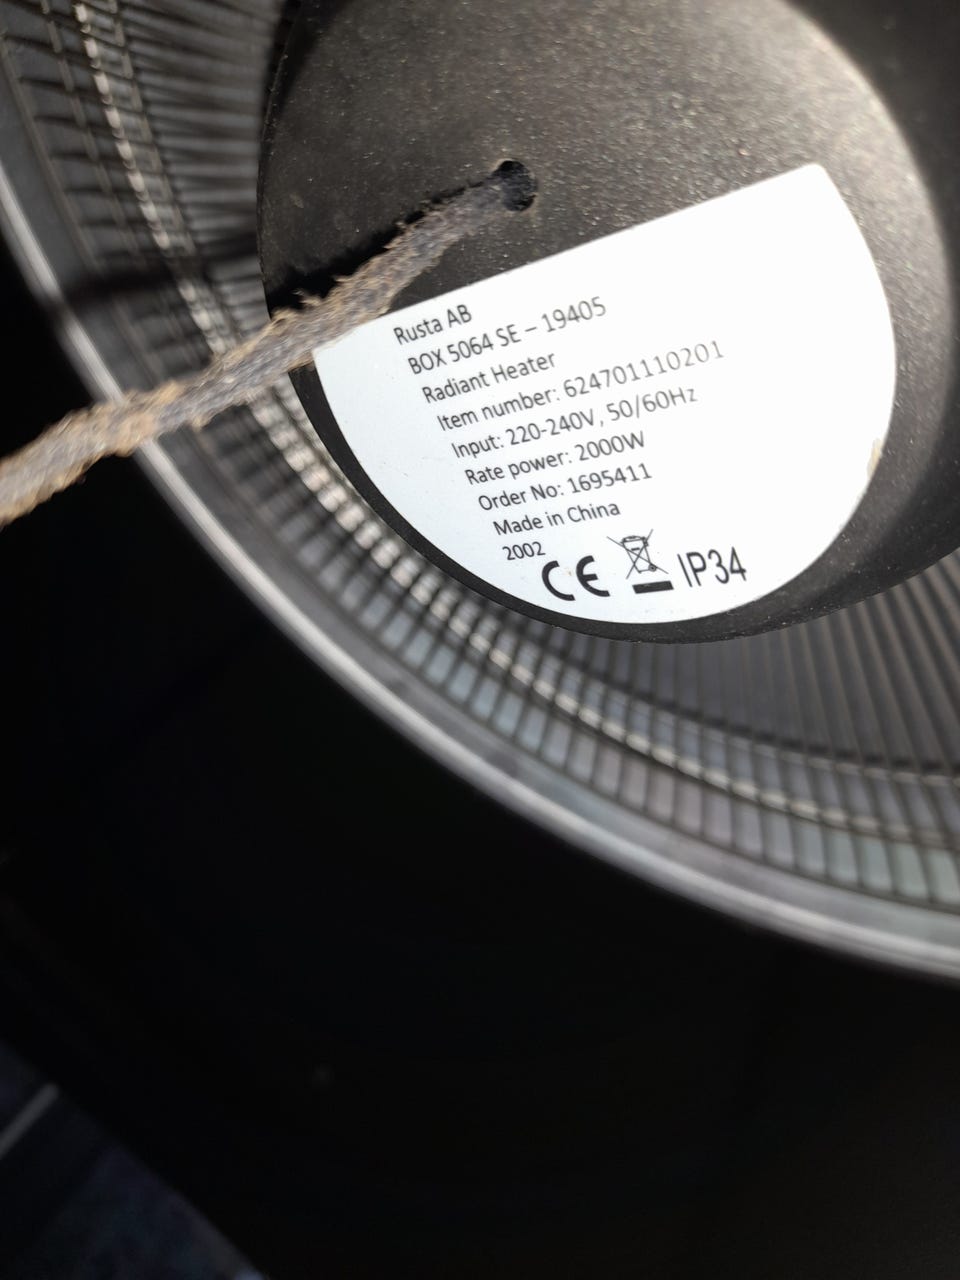 Rusta AB
BOX 5064 SE – 19405
Radiant Heater
Item number: 624701110201
Input: 220-240V, 50/60Hz
Rate power: 2000W
Order No: 1695411
Made in China
2002
CE IP34